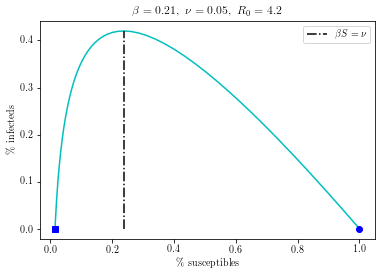 β = 0.21, ν = 0.05, R₀ = 4.2
βS = ν
% infecteds
0.4
0.3
0.2
0.1
0.0
0.0 0.2 0.4 0.6 0.8 1.0
% susceptibles